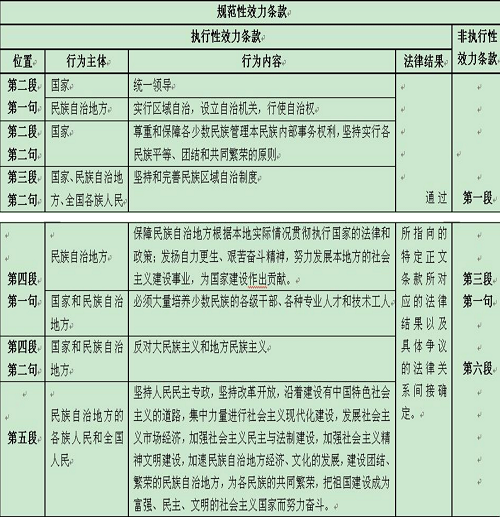 规范性效力条款
执行性效力条款
非执行性效力条款
位置 行为主体 行为内容 法律结果
第二段第一句
国家
统一领导
民族自治地方
实行区域自治，设立自治机关，行使自治权
第二段第二句
国家
尊重和保障各少数民族管理本民族内部事务权利，坚持实行各
民族平等、团结和共同繁荣的原则
第三段第二句
国家、民族自治地
方、全国各族人民
坚持和完善民族区域自治制度
通过
第一段
第四段
第一句
民族自治地方
保障民族自治地方根据本地实际情况贯彻执行国家的法律和
政策；发扬自力更生、艰苦奋斗精神，努力发展本地方的社会
主义建设事业，为国家建设作出贡献。
国家和民族自治
地方
必须大量培养少数民族的各级干部、各种专业人才和技术工人
第四段
第二句
国家和民族自治
地方
反对大民族主义和地方民族主义
第五段
民族自治地方的
各族人民和全国
人民
坚持人民民主专政，坚持改革开放，沿着建设有中国特色社会
主义的道路，集中力量进行社会主义现代化建设，发展社会主
义市场经济，加强社会主义民主与法制建设，加强社会主义精
神文明建设，加速民族自治地方经济、文化的发展，建设团结、
繁荣的民族自治地方，为各民族的共同繁荣，把祖国建设成为
富强、民主、文明的社会主义国家而努力奋斗。
所指向的
特定正文
条款所对
应的法律
结果以及
具体争议
的法律关
系间接确
定。
第三段
第一句
第六段